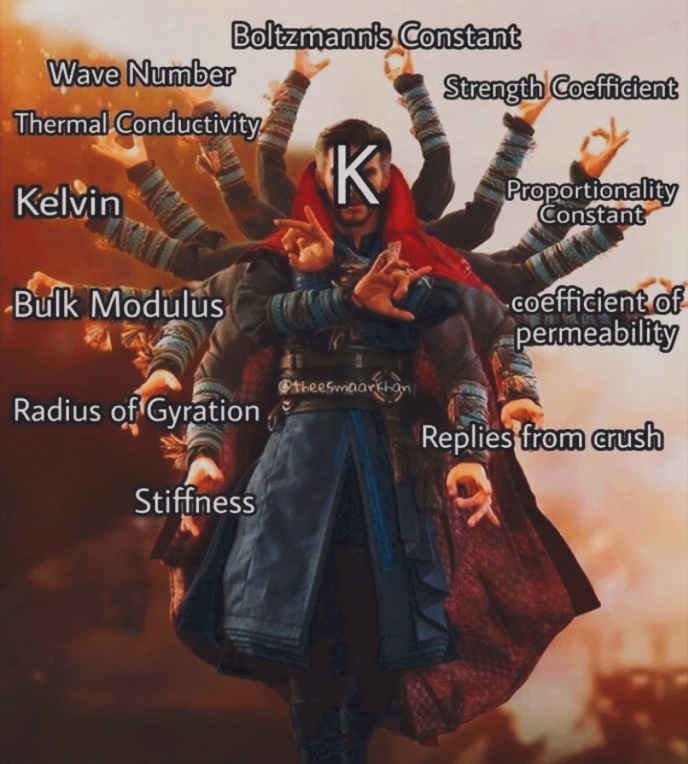 Boltzmann's Constant
Wave Number
Strength Coefficient
Thermal Conductivity
K
Kelvin
Proportionality
Constant
Bulk Modulus
coefficient of
permeability
@theesmaarkhan
Radius of Gyration
Replies from crush
Stiffness